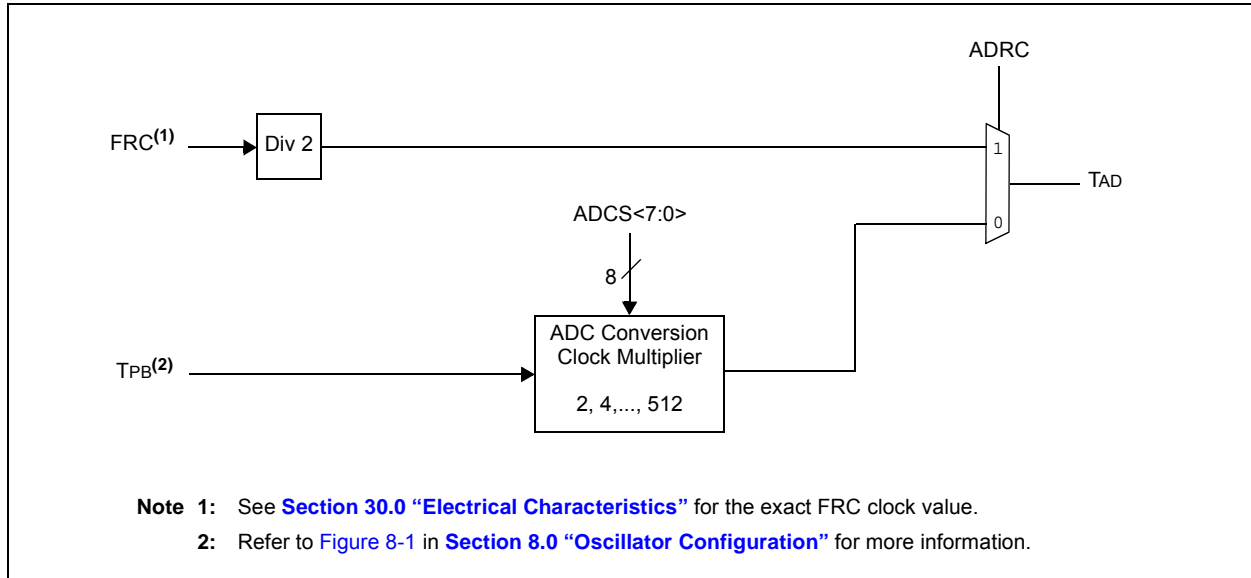 ADRC
FRC(1)
Div 2
1
TAD
ADCS<7:0>
0
8
ADC Conversion
Clock Multiplier
2, 4,..., 512
TPB(2)
Note 1: See Section 30.0 “Electrical Characteristics” for the exact FRC clock value.
2: Refer to Figure 8-1 in Section 8.0 “Oscillator Configuration” for more information.